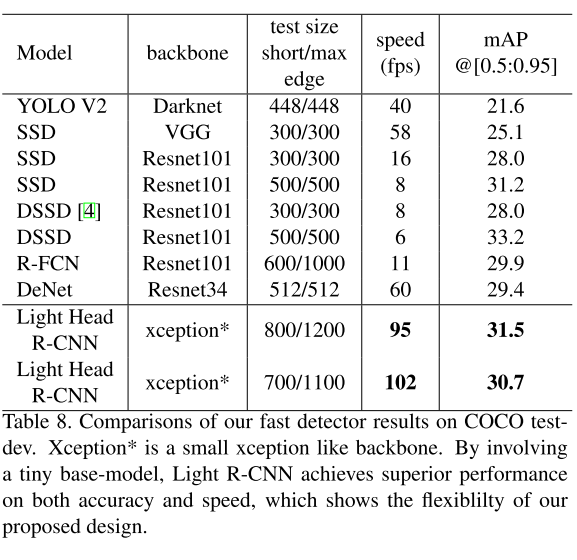 Model backbone test size short/max edge speed (fps) mAP @[0.5:0.95]
YOLO V2 Darknet 448/448 40 21.6
SSD VGG 300/300 58 25.1
SSD Resnet101 300/300 16 28.0
SSD Resnet101 500/500 8 31.2
DSSD [4] Resnet101 300/300 8 28.0
DSSD Resnet101 500/500 6 33.2
R-FCN Resnet101 600/1000 11 29.9
DeNet Resnet34 512/512 60 29.4
Light Head R-CNN xception* 800/1200 95 31.5
Light Head R-CNN xception* 700/1100 102 30.7
Table 8. Comparisons of our fast detector results on COCO test-
dev. Xception* is a small xception like backbone. By involving
a tiny base-model, Light R-CNN achieves superior performance
on both accuracy and speed, which shows the flexiblilty of our
proposed design.